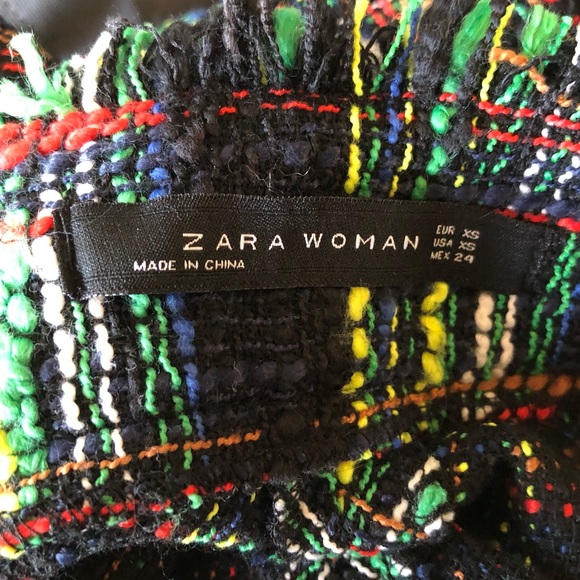 ZARA WOMAN
MADE IN CHINA
EUR XS
USA XS
MEX 24